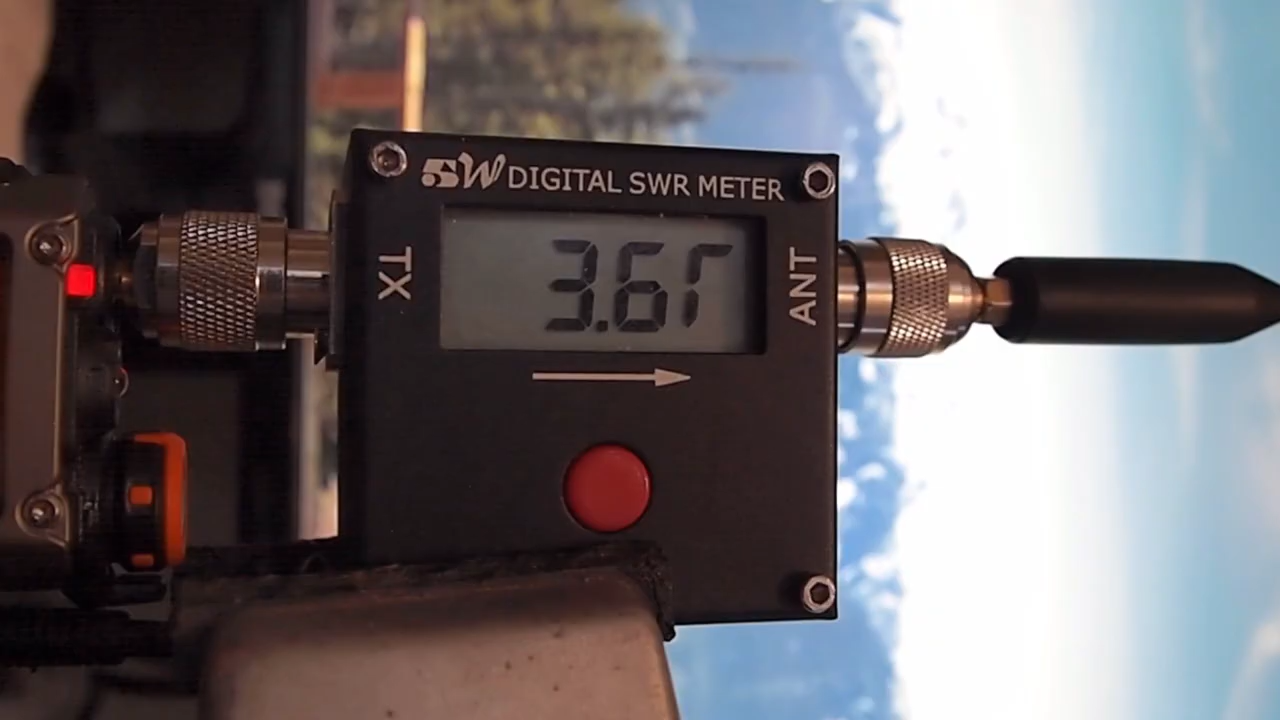 5W DIGITAL SWR METER
TX
3.6Γ
ANT